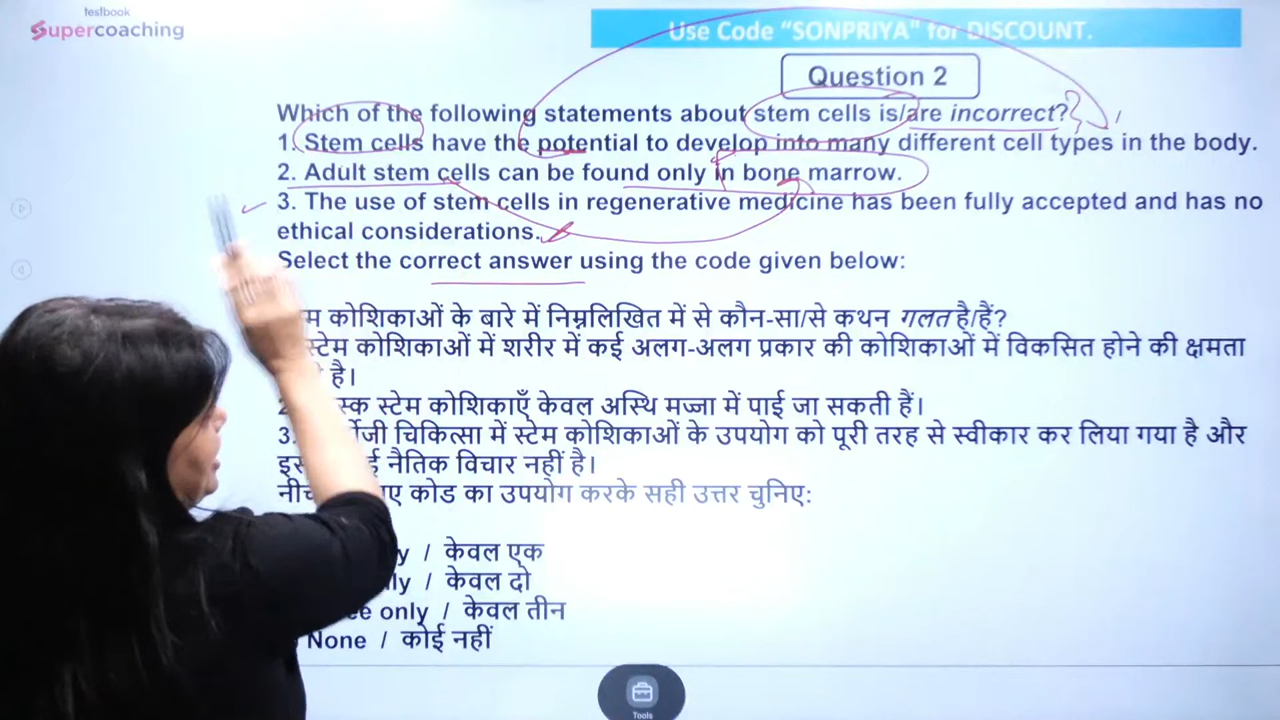 testbook
Supercoaching
Use Code "SONPRIYA" for DISCOUNT.
Question 2
Which of the following statements about stem cells is/are incorrect?
1. Stem cells have the potential to develop into many different cell types in the body.
2. Adult stem cells can be found only in bone marrow.
3. The use of stem cells in regenerative medicine has been fully accepted and has no
ethical considerations.
Select the correct answer using the code given below:
कोशिकाओं के बारे में निम्नलिखित में से कौन-सा/से कथन गलत है/हैं?
स्टेम कोशिकाओं में शरीर में कई अलग-अलग प्रकार की कोशिकाओं में विकसित होने की क्षमता
है।
स्टेम कोशिकाएँ केवल अस्थि मज्जा में पाई जा सकती हैं।
3. चिकित्सा में स्टेम कोशिकाओं के उपयोग को पूरी तरह से स्वीकार कर लिया गया है और
नैतिक विचार नहीं है।
कोड का उपयोग करके सही उत्तर चुनिए:
/ केवल एक
/ केवल दो
only / केवल तीन
None / कोई नहीं
Tools